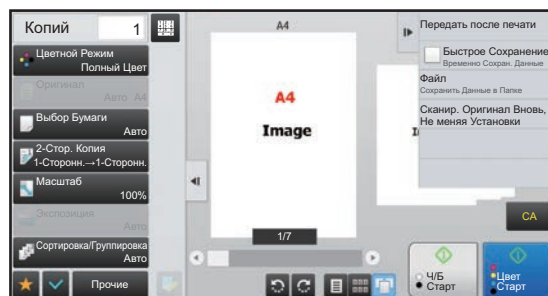 Копий 1
Цветной Режим
Полный Цвет
Оригинал
Авто A4
Выбор Бумаги
Авто
2-Стор. Копия
1-Сторонн.→1-Сторонн.
Масштаб
100%
Экспозиция
Авто
Сортировка/Группировка
Авто
Прочие
A4
A4
Image
1/7
Передать после печати
Быстрое Сохранение
Временно Сохран. Данные
Файл
Сохранить Данные в Папке
Сканир. Оригинал Вновь,
Не меняя Установки
CA
Ч/Б
Старт
Цвет
Старт